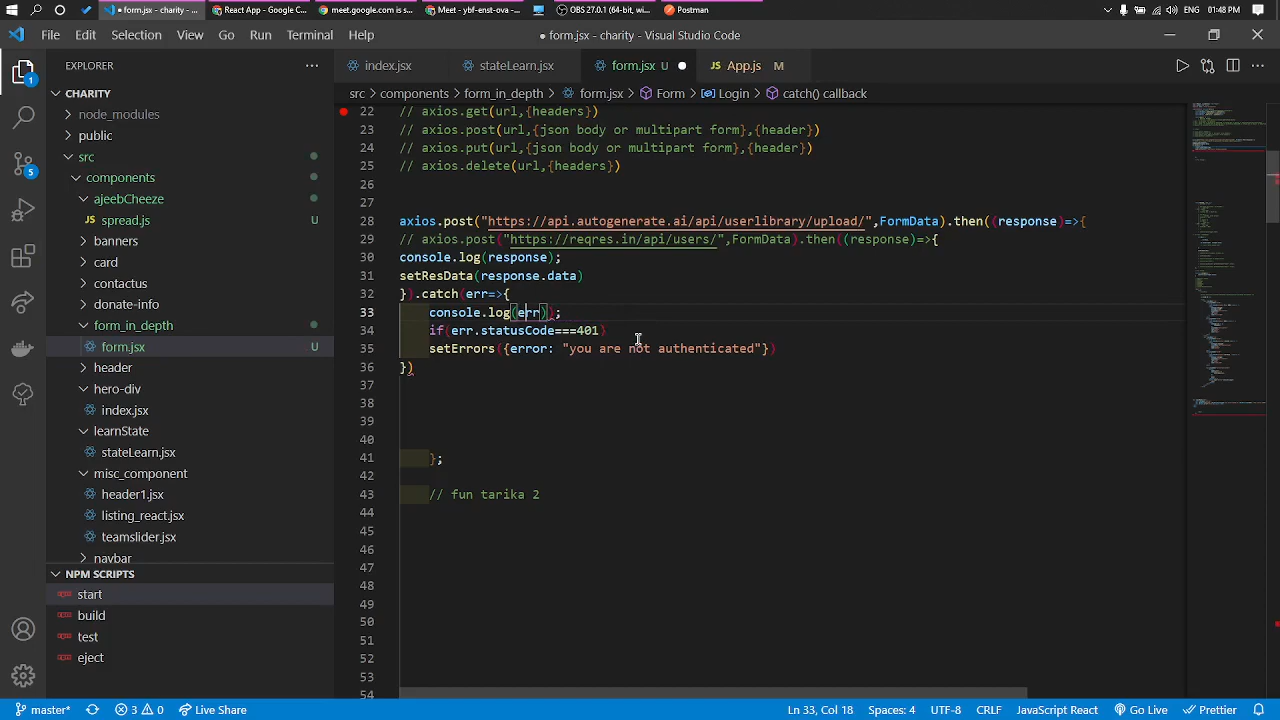 form.jsx - charity - ...
React App - Google C...
meet.google.com is s...
Meet - ybf-enst-ova -
OBS 27.0.1 (64-bit, wi...
Postman
ENG
01:48 PM
File Edit Selection View Go Run Terminal Help
form.jsx - charity - Visual Studio Code
EXPLORER
index.jsx
stateLearn.jsx
form.jsx U
JS App.js M
src > components > form_in_depth > form.jsx > Form > Login > catch() callback
CHARITY
node_modules
public
src
components
ajeebCheeze
spread.js U
banners
card
contactus
donate-info
form_in_depth
form.jsx U
header
hero-div
index.jsx
learnState
stateLearn.jsx
misc_component
header1.jsx
listing_react.jsx
teamslider.jsx
navbar
NPM SCRIPTS
start
build
test
eject
1
5
22 // axios.get(url,{headers})
23 // axios.post(url,{json body or multipart form},{header})
24 // axios.put(url,{json body or multipart form},{header})
25 // axios.delete(url,{headers})
26
27
28 axios.post("https://api.autogenerate.ai/api/userlibrary/upload/",FormData).then((response)=>{
29 // axios.post("https://reqres.in/api/users/",FormData).then((response)=>{
30 console.log(response);
31 setResData(response.data)
32 }).catch(err=>{
33 console.log(err);
34 if(err.statusCode===401)
35 setErrors({error: "you are not authenticated"})
36 })
37
38
39
40
41 };
42
43 // fun tarika 2
44
45
46
47
48
49
50
51
52
53
54
master* 3 0 Live Share
Ln 33, Col 18 Spaces: 4 UTF-8 CRLF JavaScript React Go Live Prettier